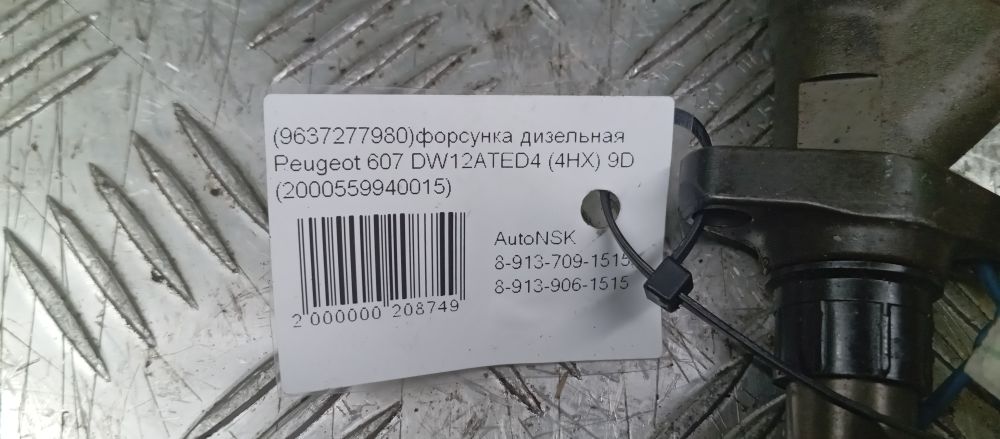 (9637277980)форсунка дизельная
Peugeot 607 DW12ATED4 (4HX) 9D
(2000559940015)
AutoNSK
8-913-709-1515
8-913-906-1515
2 000000 208749